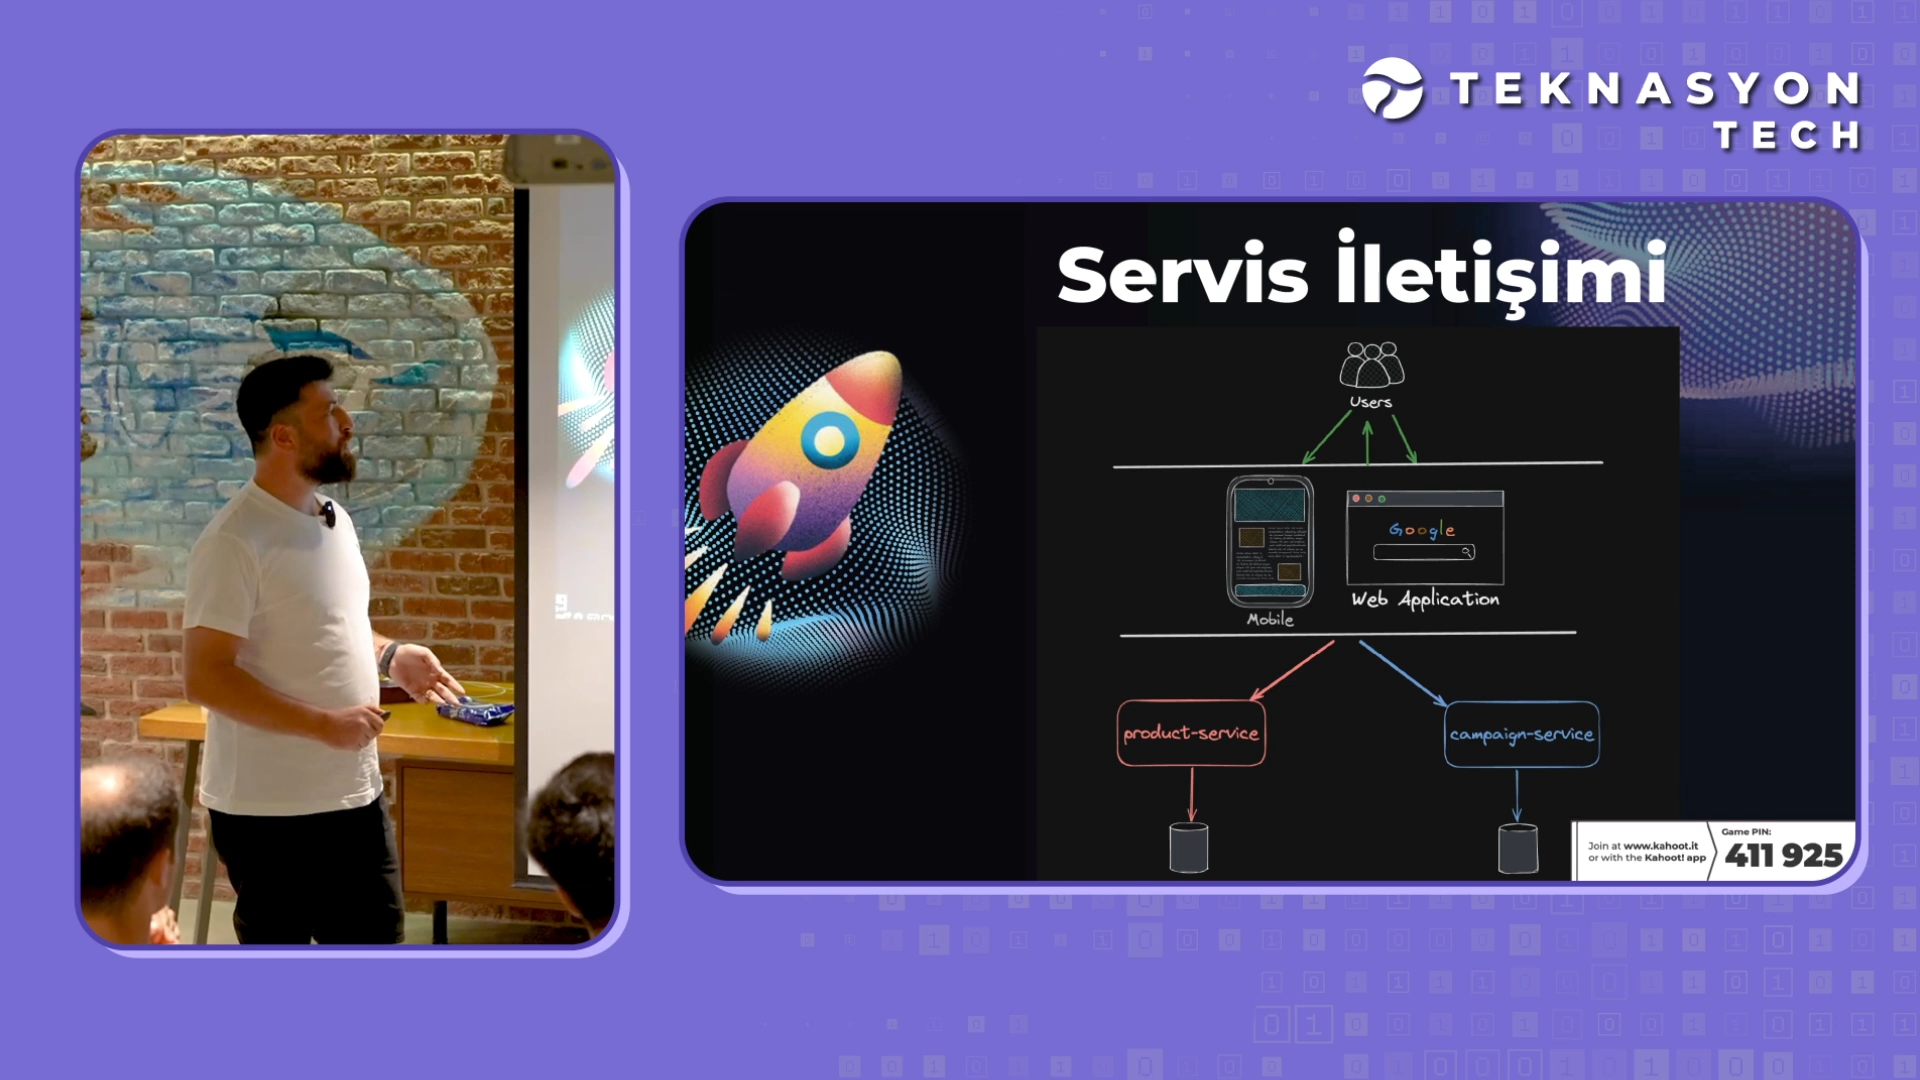 TEKNASYON
TECH
Servis İletişimi
Users
Google
Mobile
Web Application
product-service
campaign-service
Join at www.kahoot.it
or with the Kahoot! app
Game PIN:
411 925